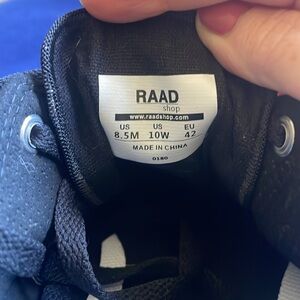 RAAD
shop
www.raadshop.com
US US EU
8.5M 10W 42
MADE IN CHINA
0180